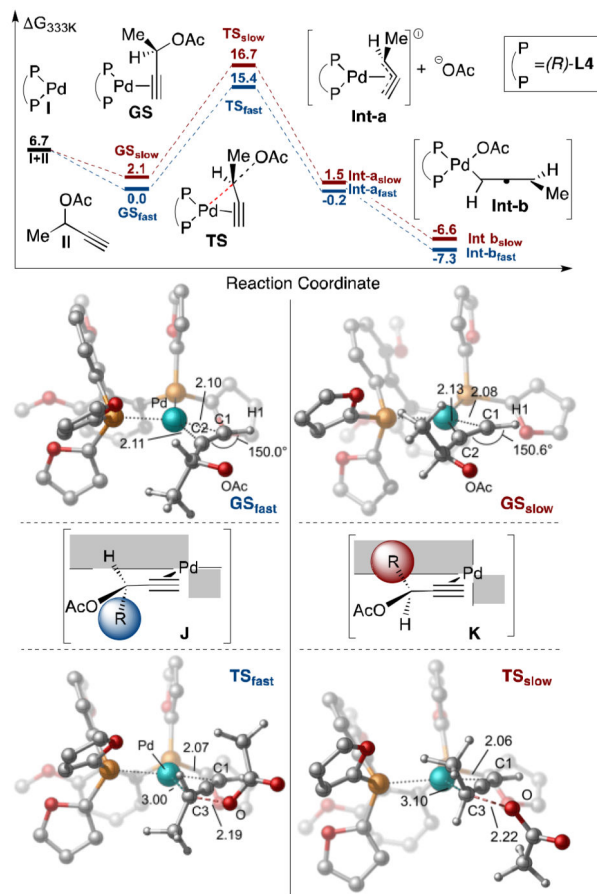 ΔG333K
Me
OAc
H
P
P
Pd
I
Pd
GS
TSslow
16.7
15.4
TSfast
H
Me
Pd
P
P
+ ⊖OAc
Int-a
P
P
=(R)-L4
6.7
I+II
GSslow
2.1
0.0
GSfast
OAc
Me
II
Me
OAc
H
P
P
Pd
TS
1.5 Int-aslow
-0.2 Int-afast
P
P
Pd
OAc
C
H
H
Me
Int-b
-6.6 Int bslow
-7.3 Int-bfast
Reaction Coordinate
Pd
2.10
C2
C1
H1
2.11
150.0°
OAc
GSfast
2.13
2.08
C1
H1
C2
150.6°
OAc
GSslow
H
Pd
AcO
R
J
R
Pd
AcO
H
K
TSfast
Pd
2.07
C1
3.00
C3
O
2.19
TSslow
2.06
C1
3.10
C3
O
2.22